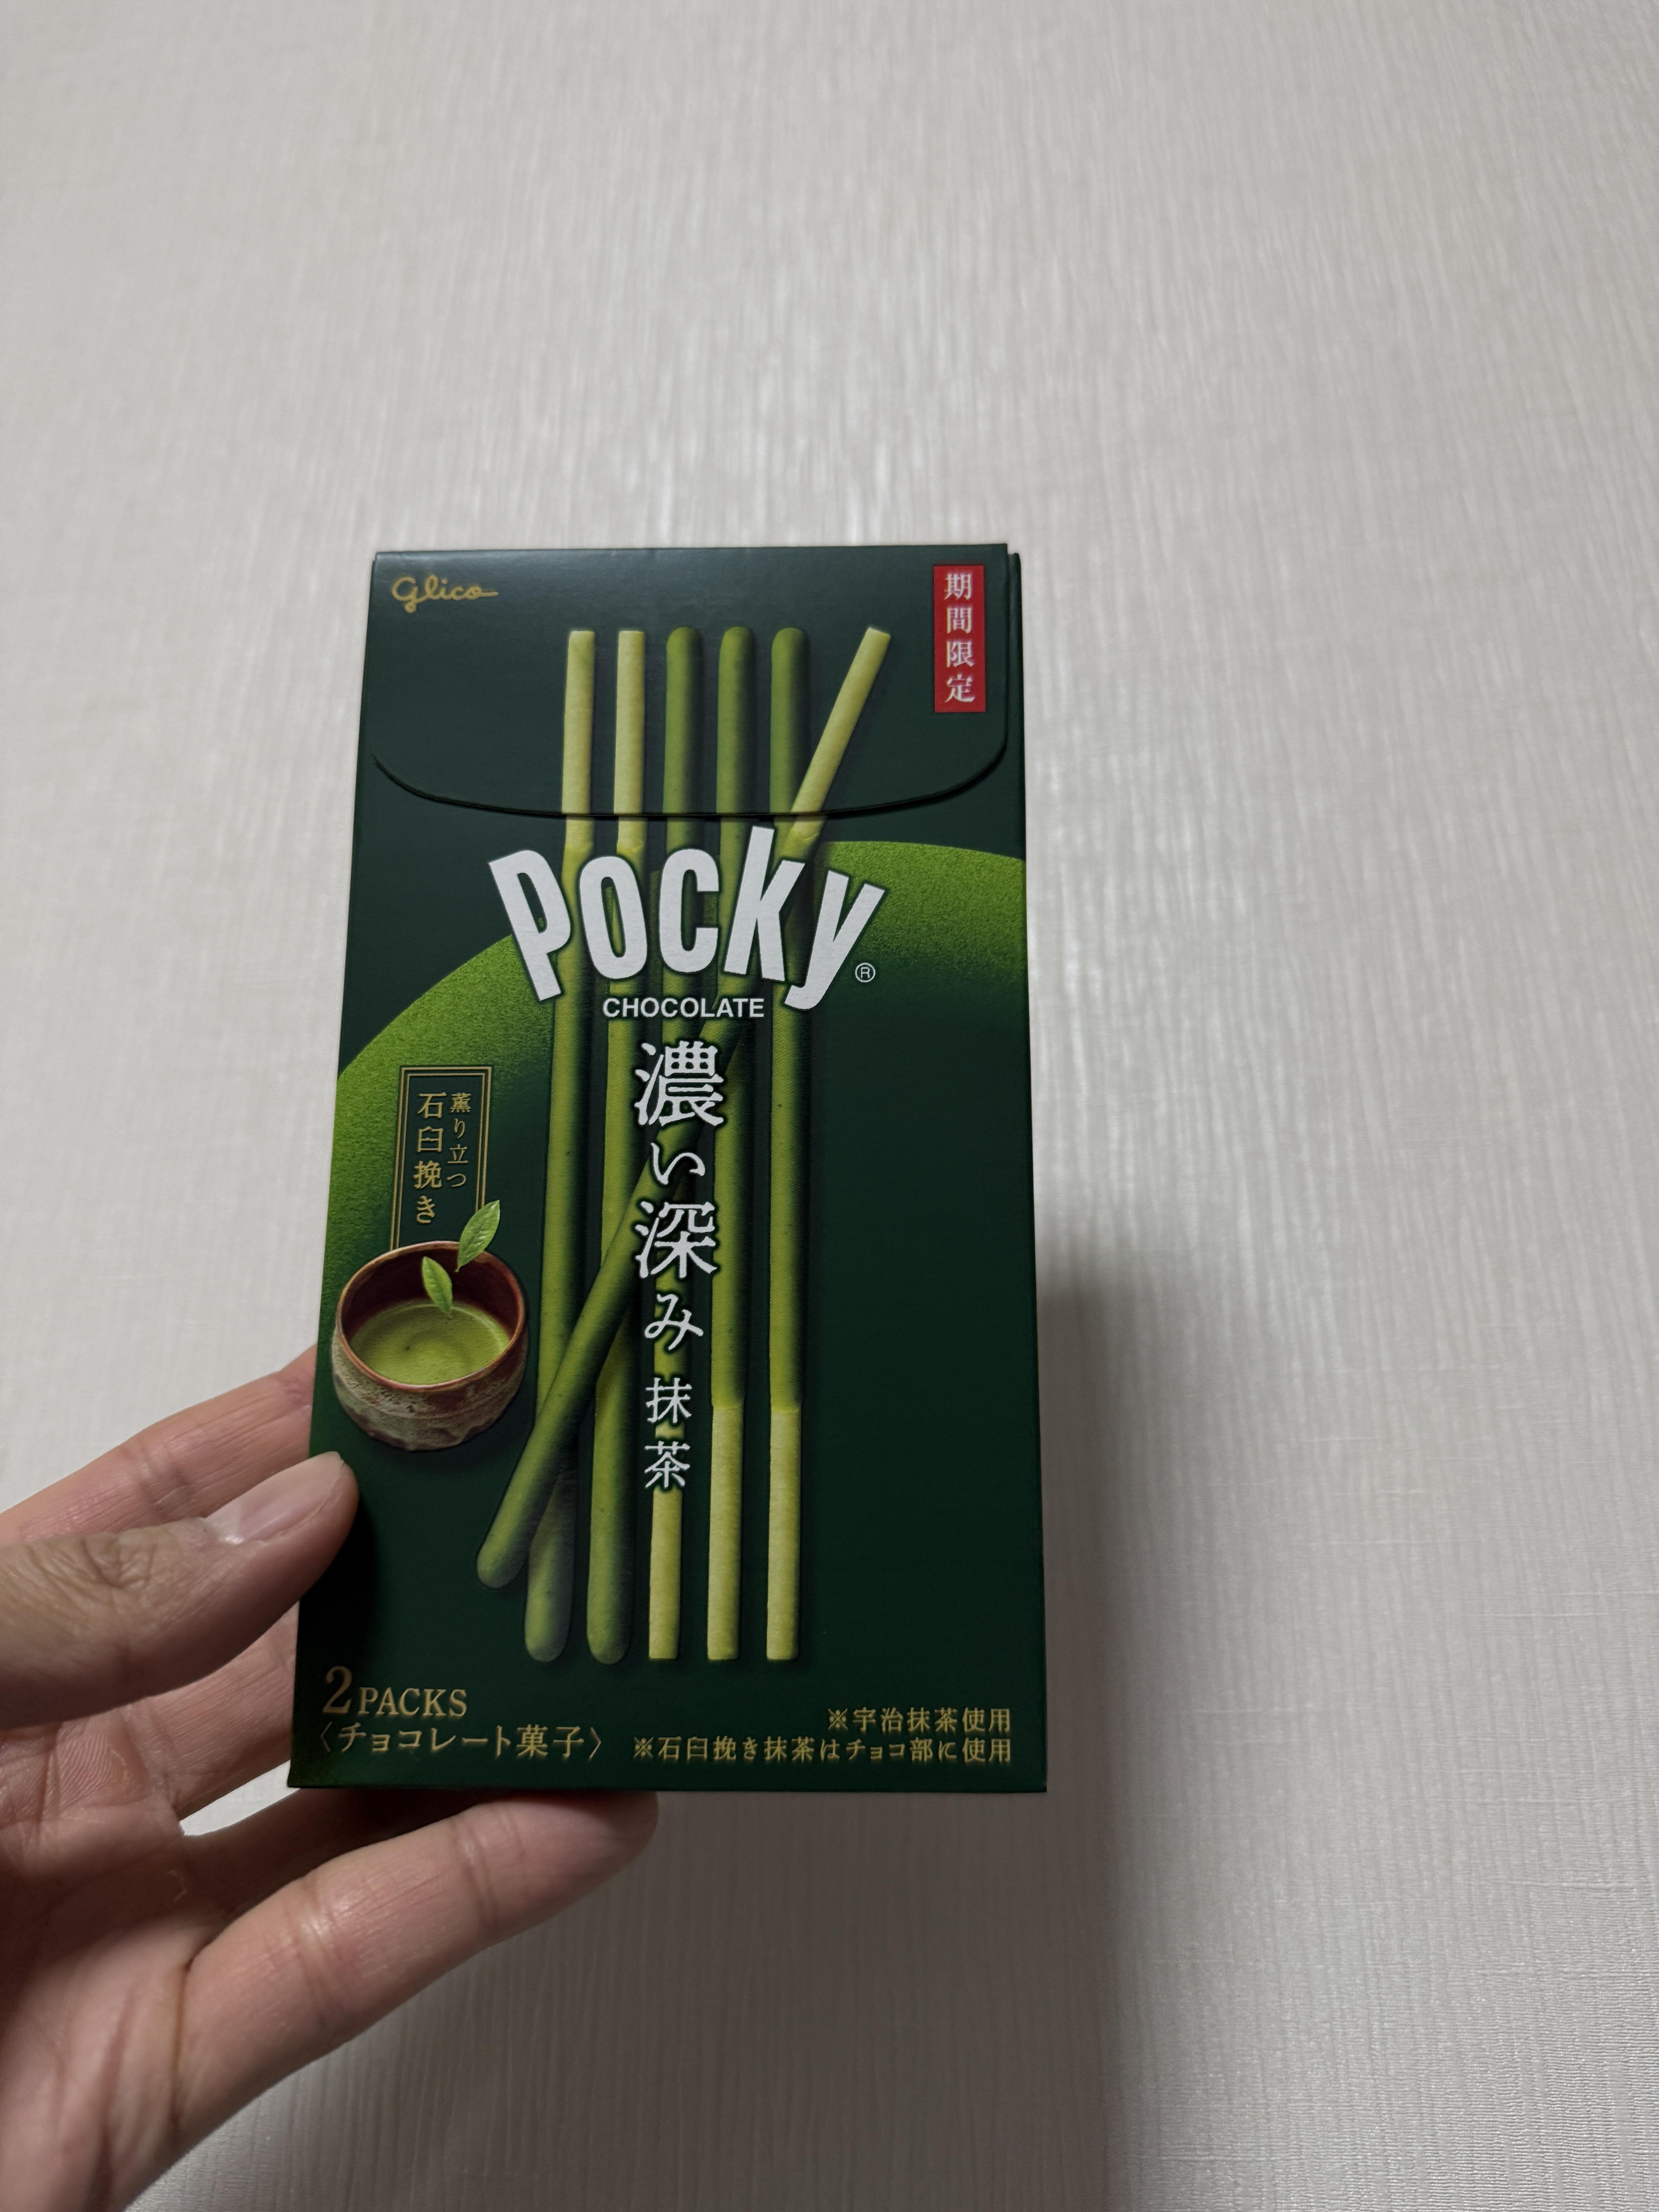 Glico
期間限定
Pocky®
CHOCOLATE
濃い深み 抹茶
薫り立つ
石臼挽き
2PACKS
〈チョコレート菓子〉
※宇治抹茶使用
※石臼挽き抹茶はチョコ部に使用